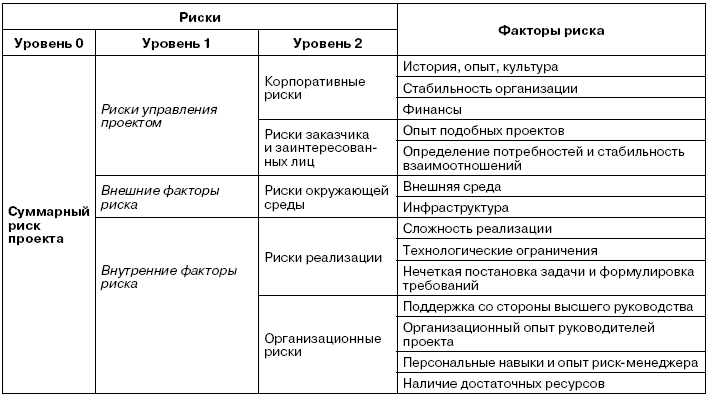 Риски
Факторы риска
Уровень 0
Уровень 1
Уровень 2
Суммарный
риск
проекта
Риски управления
проектом
Корпоративные
риски
История, опыт, культура
Стабильность организации
Финансы
Риски заказчика
и заинтересован-
ных лиц
Опыт подобных проектов
Определение потребностей и стабильность
взаимоотношений
Внешние факторы
риска
Риски окружающей
среды
Внешняя среда
Инфраструктура
Внутренние факторы
риска
Риски реализации
Сложность реализации
Технологические ограничения
Нечеткая постановка задачи и формулировка
требований
Организационные
риски
Поддержка со стороны высшего руководства
Организационный опыт руководителей
проекта
Персональные навыки и опыт риск-менеджера
Наличие достаточных ресурсов